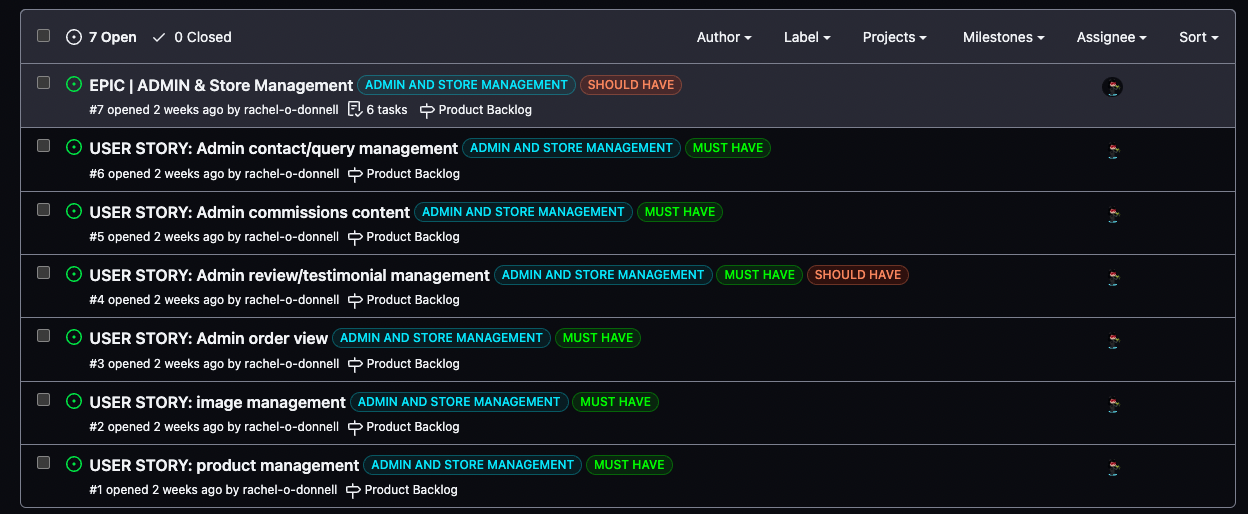 7 Open 0 Closed Author Label Projects Milestones Assignee Sort
EPIC | ADMIN & Store Management ADMIN AND STORE MANAGEMENT SHOULD HAVE
#7 opened 2 weeks ago by rachel-o-donnell 6 tasks Product Backlog
USER STORY: Admin contact/query management ADMIN AND STORE MANAGEMENT MUST HAVE
#6 opened 2 weeks ago by rachel-o-donnell Product Backlog
USER STORY: Admin commissions content ADMIN AND STORE MANAGEMENT MUST HAVE
#5 opened 2 weeks ago by rachel-o-donnell Product Backlog
USER STORY: Admin review/testimonial management ADMIN AND STORE MANAGEMENT MUST HAVE SHOULD HAVE
#4 opened 2 weeks ago by rachel-o-donnell Product Backlog
USER STORY: Admin order view ADMIN AND STORE MANAGEMENT MUST HAVE
#3 opened 2 weeks ago by rachel-o-donnell Product Backlog
USER STORY: image management ADMIN AND STORE MANAGEMENT MUST HAVE
#2 opened 2 weeks ago by rachel-o-donnell Product Backlog
USER STORY: product management ADMIN AND STORE MANAGEMENT MUST HAVE
#1 opened 2 weeks ago by rachel-o-donnell Product Backlog